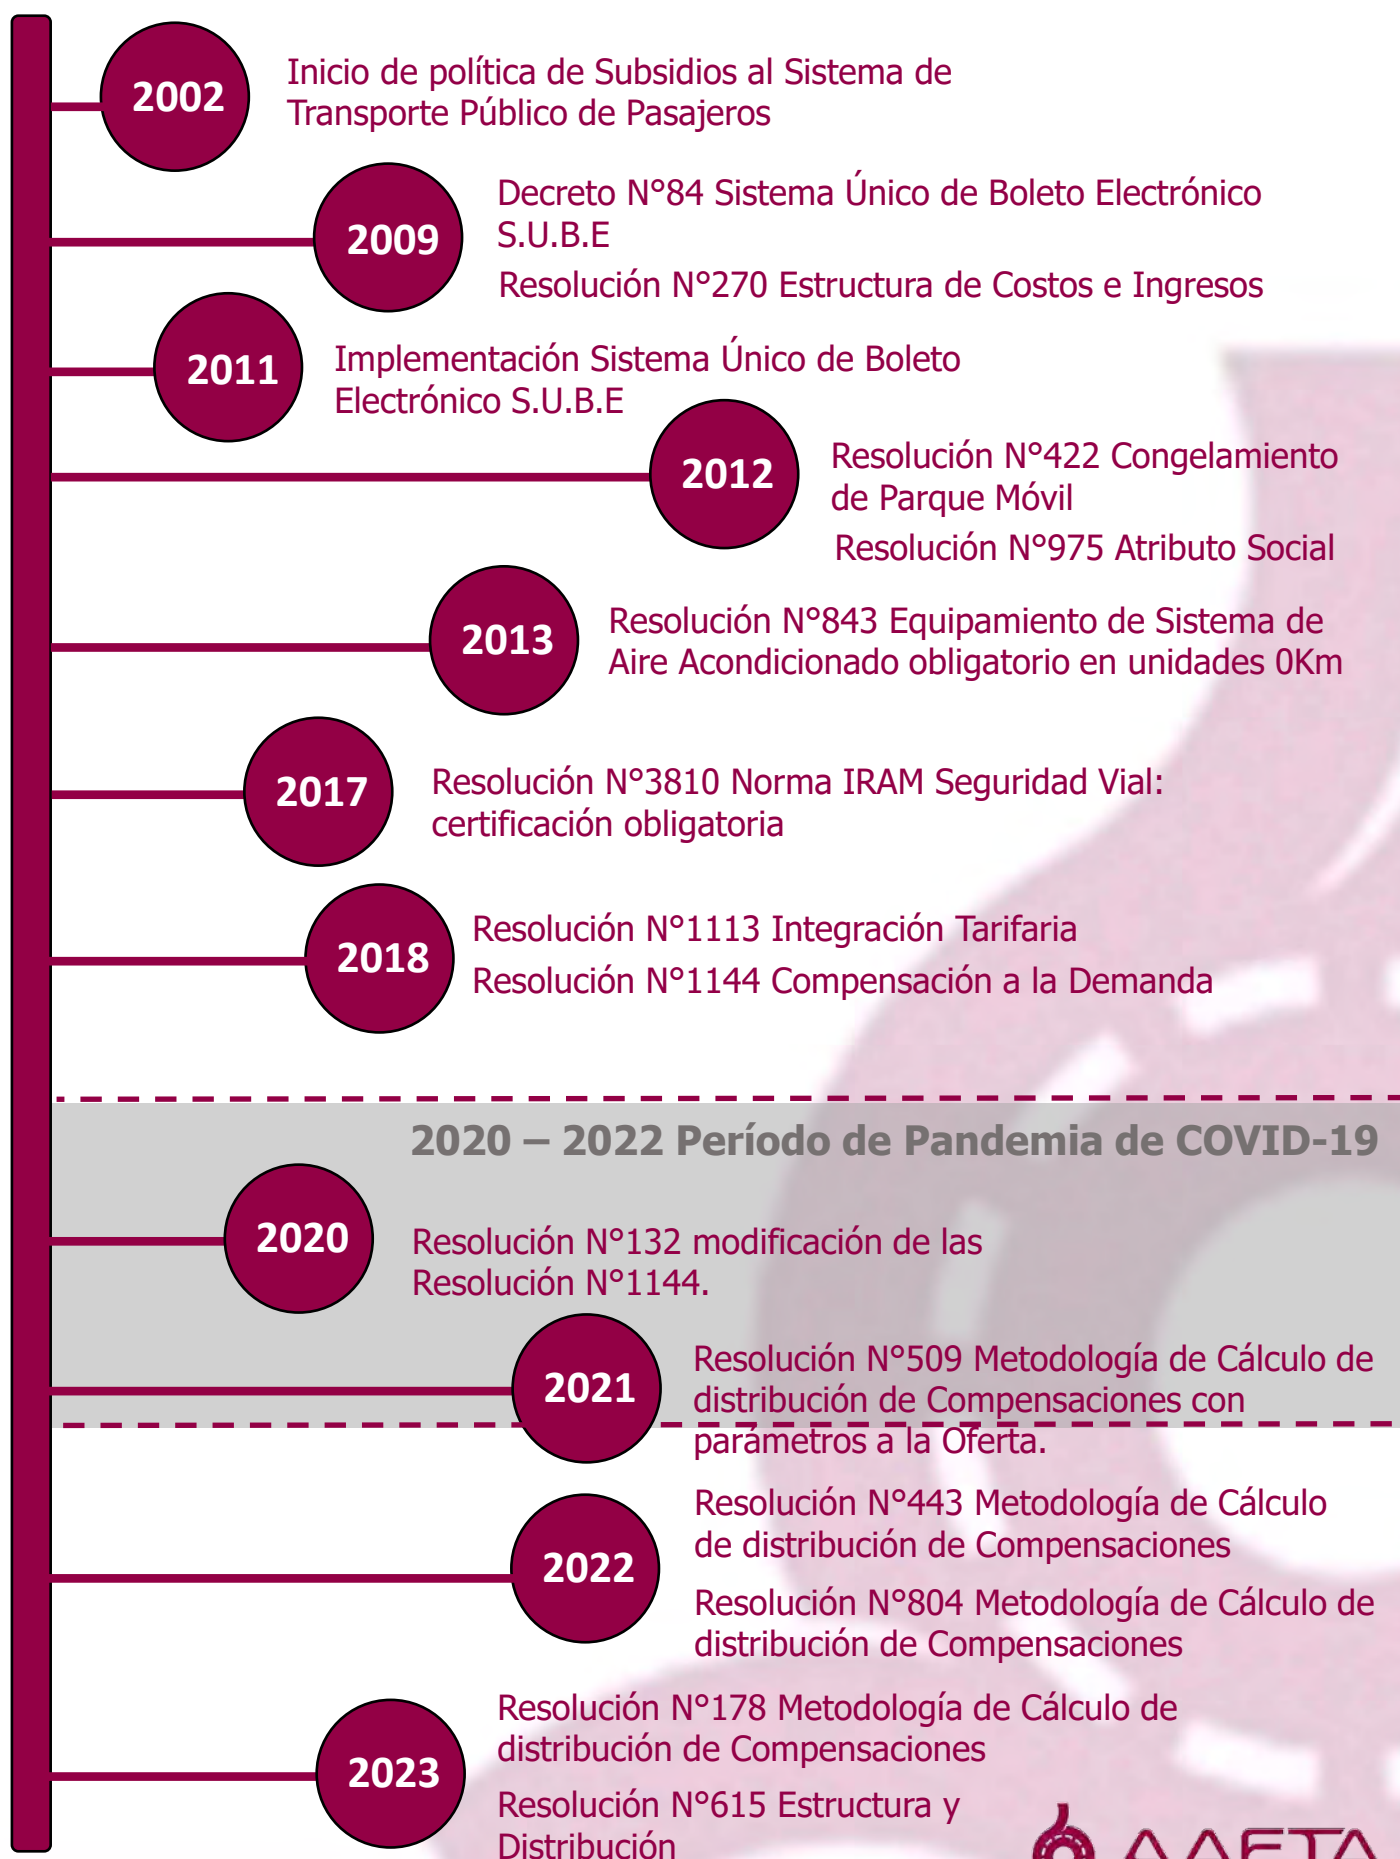 2002
Inicio de política de Subsidios al Sistema de
Transporte Público de Pasajeros
2009
Decreto N°84 Sistema Único de Boleto Electrónico
S.U.B.E
Resolución N°270 Estructura de Costos e Ingresos
2011
Implementación Sistema Único de Boleto
Electrónico S.U.B.E
2012
Resolución N°422 Congelamiento
de Parque Móvil
Resolución N°975 Atributo Social
2013
Resolución N°843 Equipamiento de Sistema de
Aire Acondicionado obligatorio en unidades 0Km
2017
Resolución N°3810 Norma IRAM Seguridad Vial:
certificación obligatoria
2018
Resolución N°1113 Integración Tarifaria
Resolución N°1144 Compensación a la Demanda
2020 – 2022 Período de Pandemia de COVID-19
2020
Resolución N°132 modificación de las
Resolución N°1144.
2021
Resolución N°509 Metodología de Cálculo de
distribución de Compensaciones con
parámetros a la Oferta.
2022
Resolución N°443 Metodología de Cálculo
de distribución de Compensaciones
Resolución N°804 Metodología de Cálculo de
distribución de Compensaciones
2023
Resolución N°178 Metodología de Cálculo de
distribución de Compensaciones
Resolución N°615 Estructura y
Distribución
AAETA